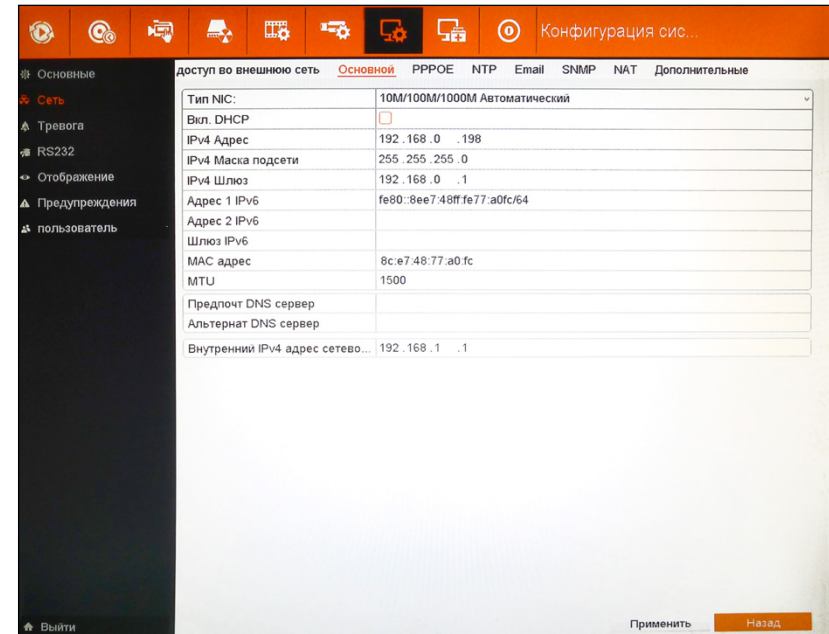 Конфигурация сис...
Основные
Сеть
Тревога
RS232
Отображение
Предупреждения
пользователь
Выйти
доступ во внешнюю сеть Основной PPPOE NTP Email SNMP NAT Дополнительные
Тип NIC: 10M/100M/1000M Автоматический
Вкл. DHCP
IPv4 Адрес 192.168.0.198
IPv4 Маска подсети 255.255.255.0
IPv4 Шлюз 192.168.0.1
Адрес 1 IPv6 fe80::8ee7:48ff:fe77:a0fc/64
Адрес 2 IPv6
Шлюз IPv6
MAC адрес 8c:e7:48:77:a0:fc
MTU 1500
Предпочт DNS сервер
Альтернат DNS сервер
Внутренний IPv4 адрес сетево... 192.168.1.1
Применить Назад